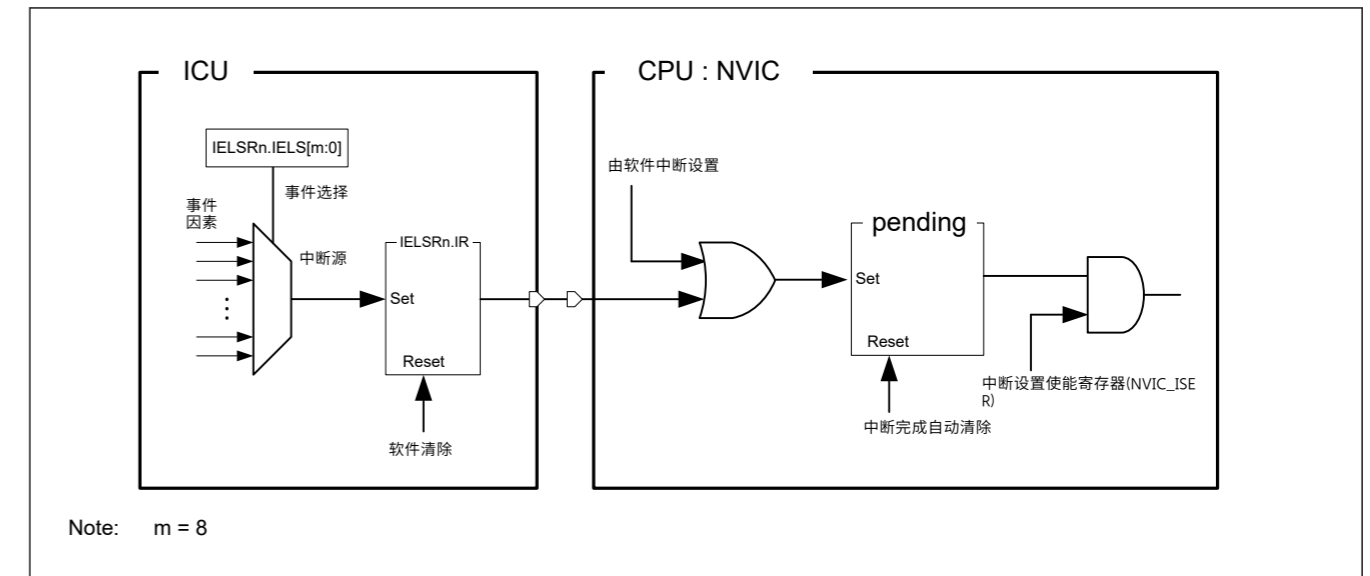 ICU
CPU : NVIC
IELSRn.IELS[m:0]
事件选择
事件
因素
中断源
IELSRn.IR
Set
Reset
软件清除
由软件中断设置
pending
Set
Reset
中断完成自动清除
中断设置使能寄存器(NVIC_ISE
R)
Note: m = 8